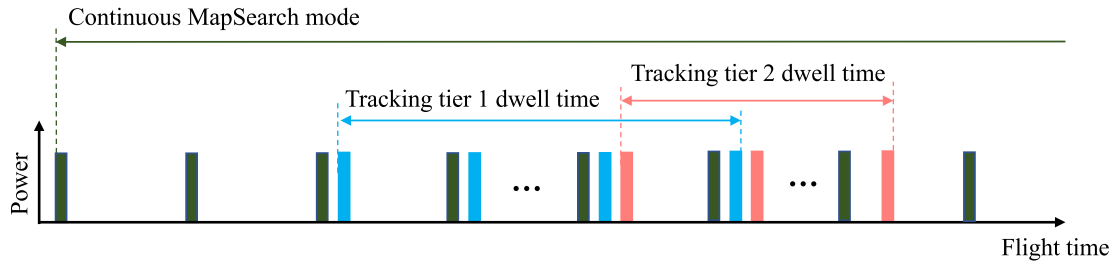 Continuous MapSearch mode
Tracking tier 2 dwell time
Tracking tier 1 dwell time
Power
...
...
Flight time